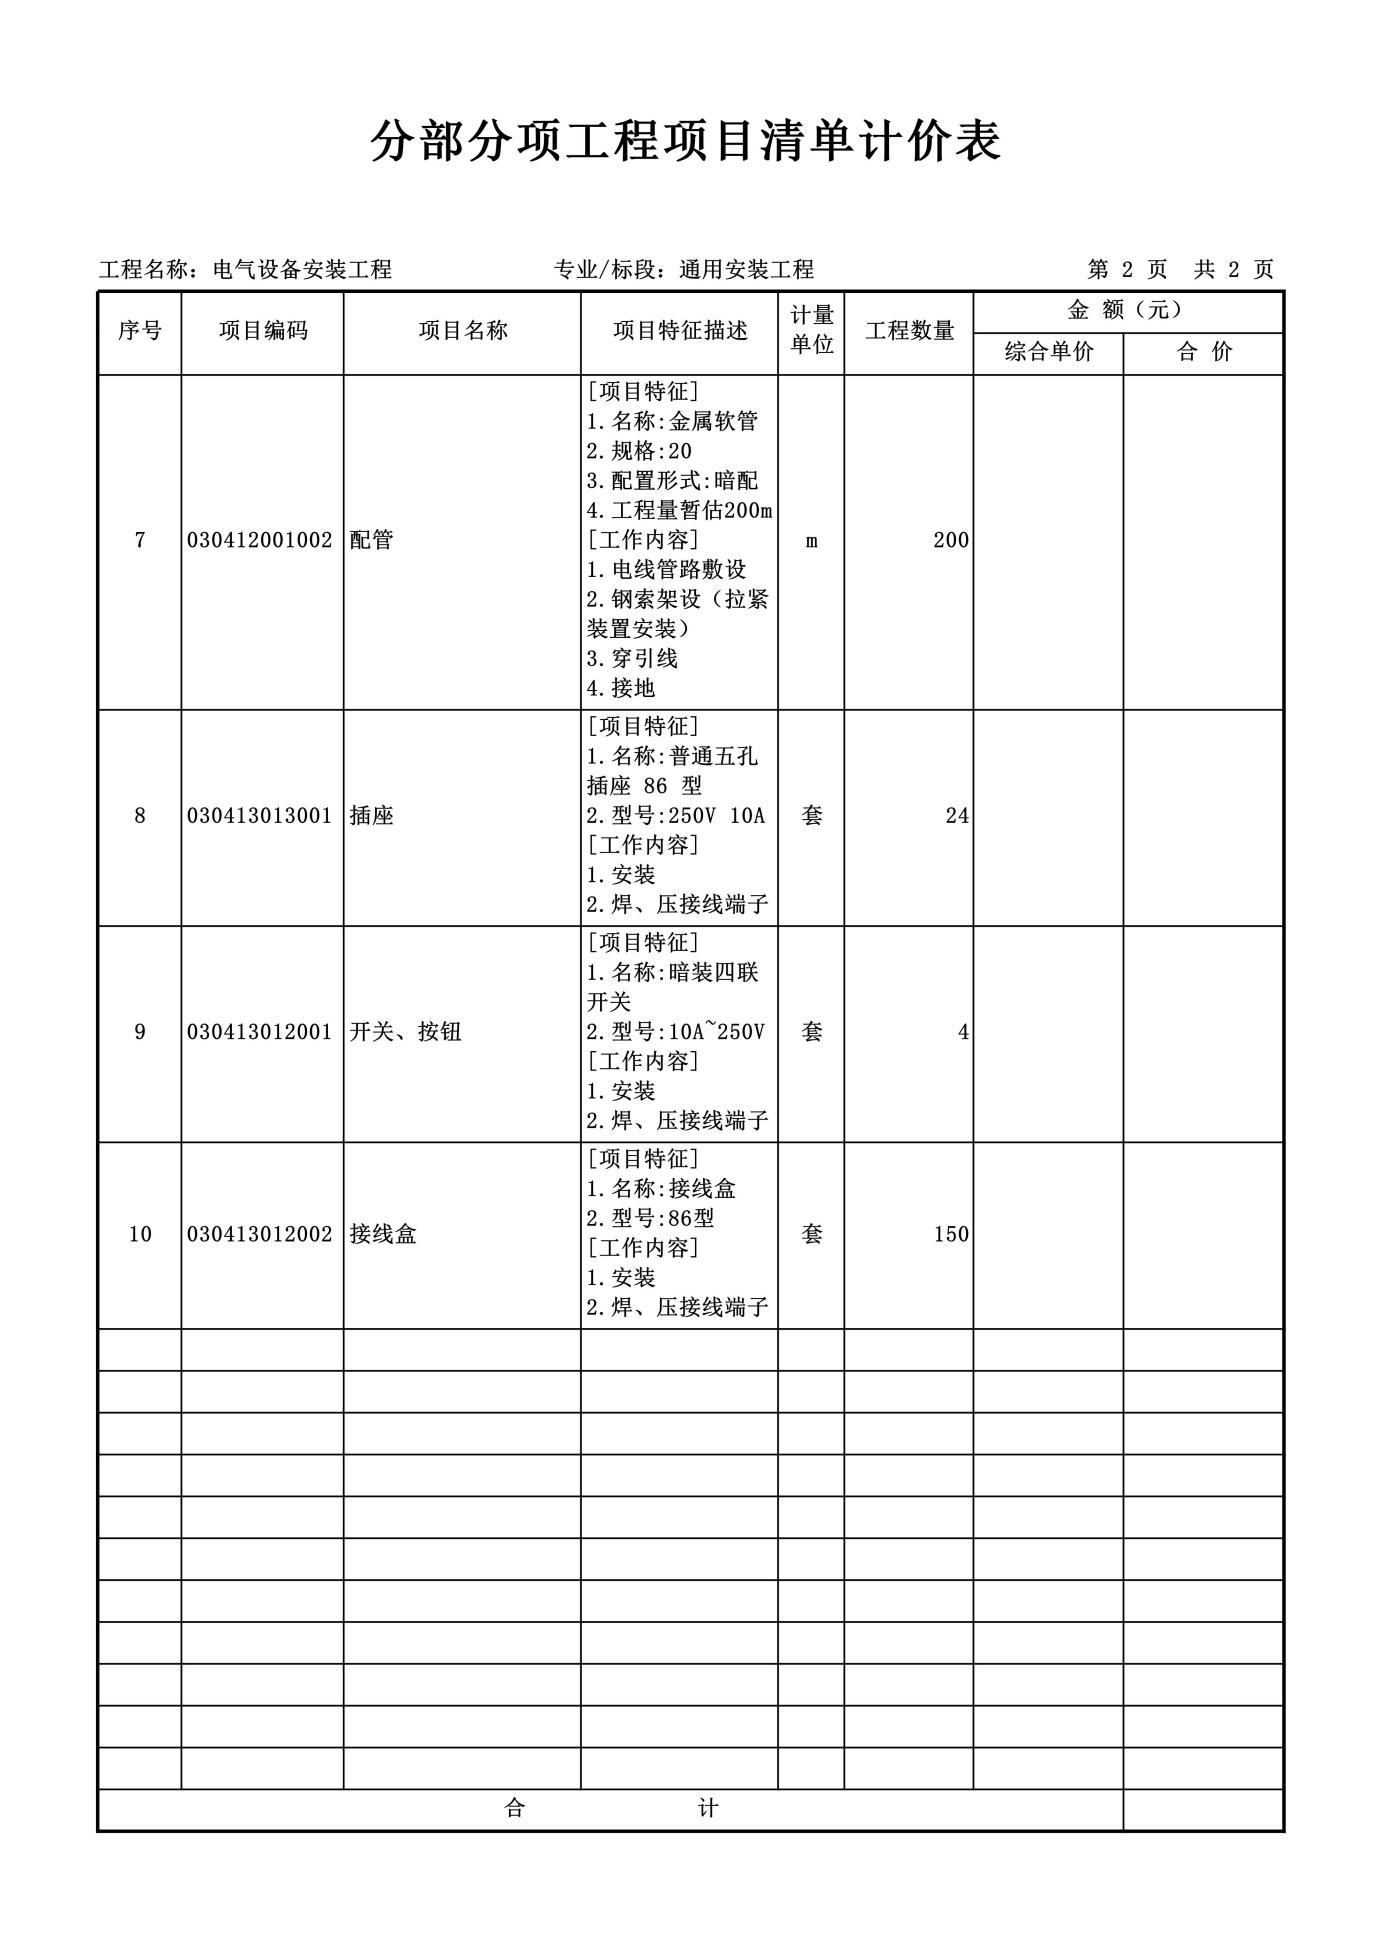 分部分项工程项目清单计价表
工程名称：电气设备安装工程 专业/标段：通用安装工程 第 2 页 共 2 页
序号 项目编码 项目名称 项目特征描述 计量单位 工程数量 金 额（元）
综合单价 合 价
[项目特征]
1.名称:金属软管
2.规格:20
3.配置形式:暗配
4.工程量暂估200m
7 030412001002 配管 [工作内容] m 200
1.电线管路敷设
2.钢索架设（拉紧
装置安装）
3.穿引线
4.接地
[项目特征]
1.名称:普通五孔
插座 86 型
8 030413013001 插座 2.型号:250V 10A 套 24
[工作内容]
1.安装
2.焊、压接线端子
[项目特征]
1.名称:暗装四联
开关
9 030413012001 开关、按钮 2.型号:10A~250V 套 4
[工作内容]
1.安装
2.焊、压接线端子
[项目特征]
1.名称:接线盒
2.型号:86型
10 030413012002 接线盒 [工作内容] 套 150
1.安装
2.焊、压接线端子
合 计